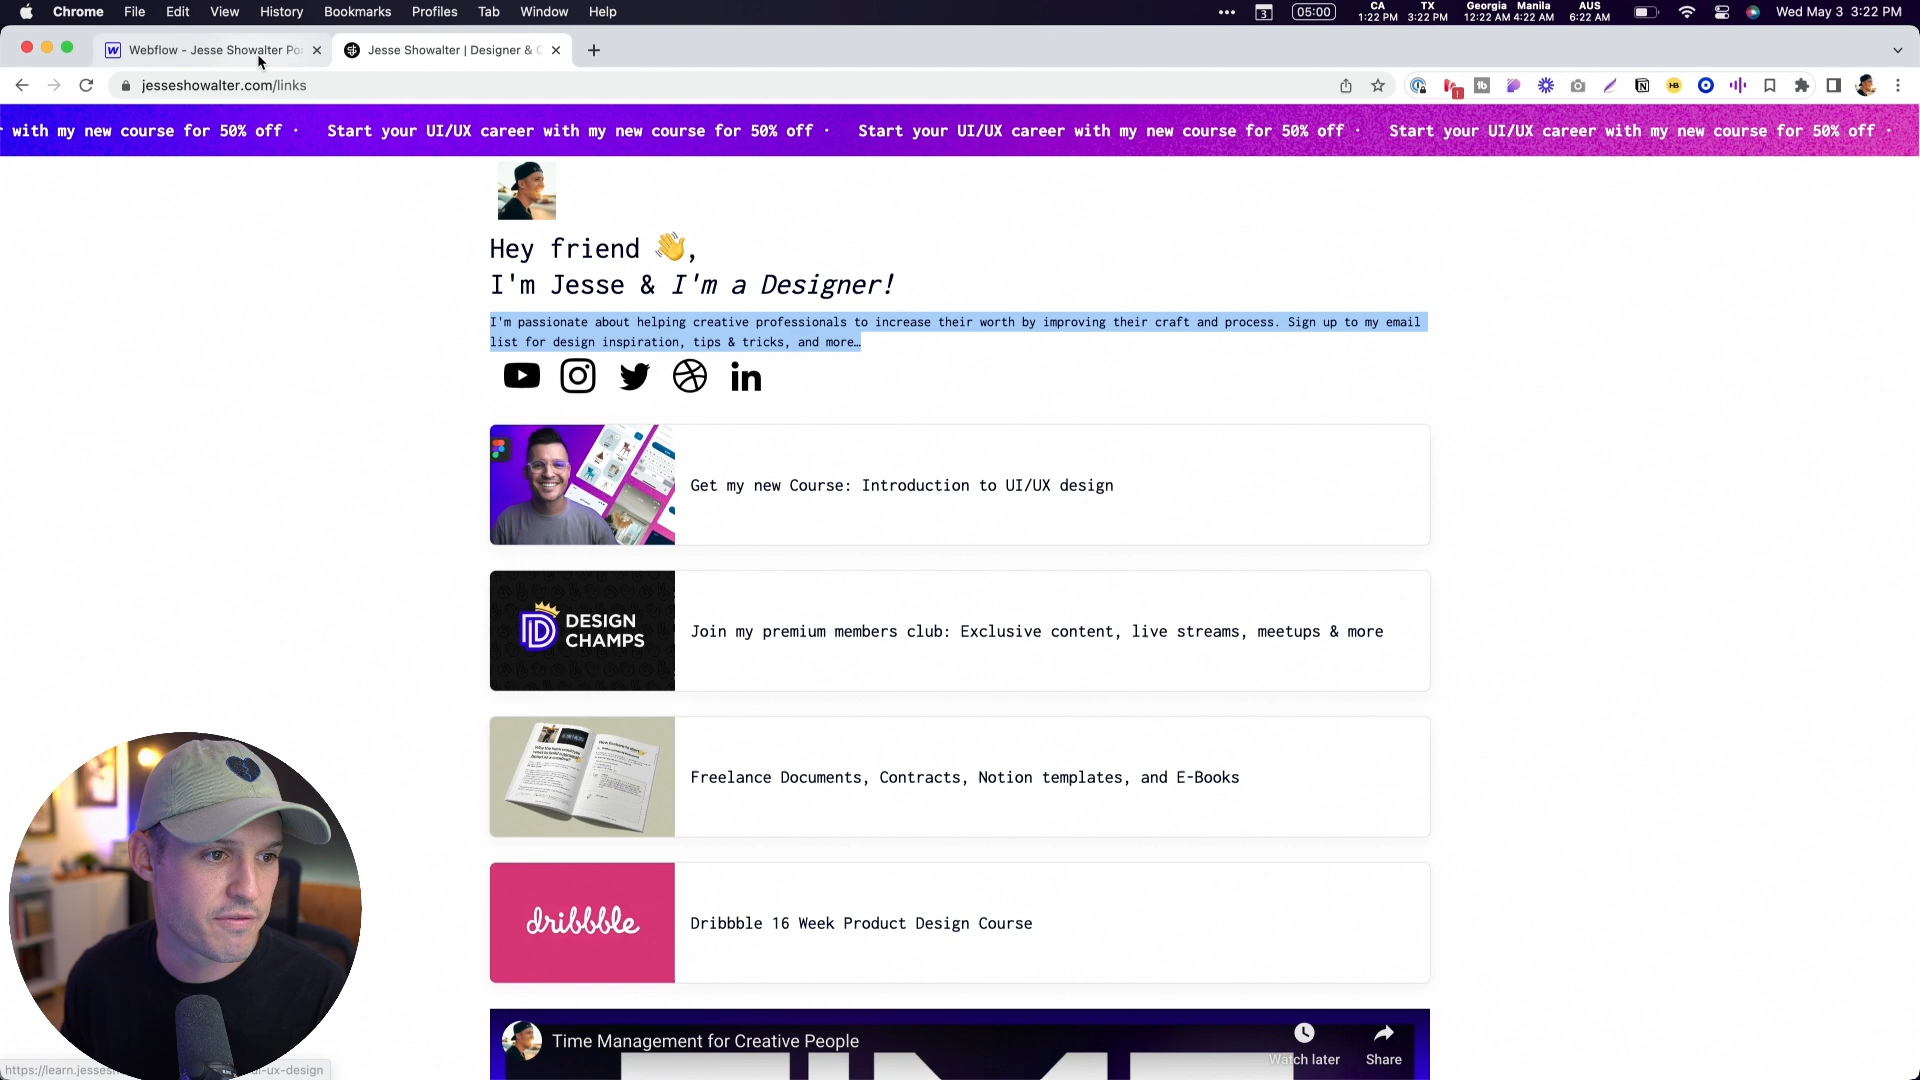 Chrome File Edit View History Bookmarks Profiles Tab Window Help
3 05:00 CA 1:22 PM TX 3:22 PM Georgia 12:22 AM Manila 4:22 AM AUS 6:22 AM Wed May 3 3:22 PM
Webflow - Jesse Showalter Po
Jesse Showalter | Designer &
jesseshowalter.com/links
with my new course for 50% off · Start your UI/UX career with my new course for 50% off · Start your UI/UX career with my new course for 50% off · Start your UI/UX career with my new course for 50% off ·
Hey friend 👋,
I'm Jesse & I'm a Designer!
I'm passionate about helping creative professionals to increase their worth by improving their craft and process. Sign up to my email
list for design inspiration, tips & tricks, and more…
Get my new Course: Introduction to UI/UX design
DESIGN
CHAMPS
Join my premium members club: Exclusive content, live streams, meetups & more
Freelance Documents, Contracts, Notion templates, and E-Books
dribbble
Dribbble 16 Week Product Design Course
Time Management for Creative People
Watch later
Share
https://learn.jesses
ui-ux-design